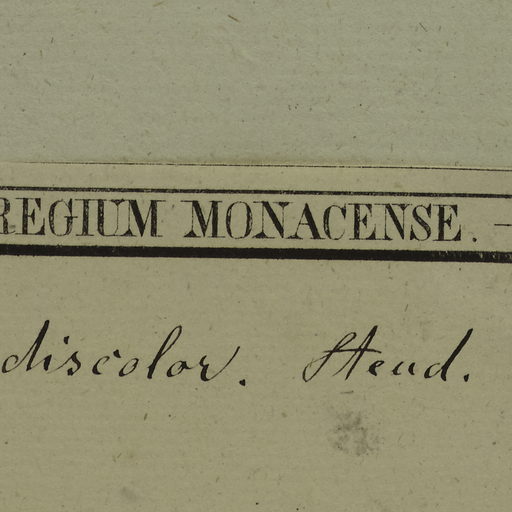 REGIUM MONACENSE. —
discolor. Steud.